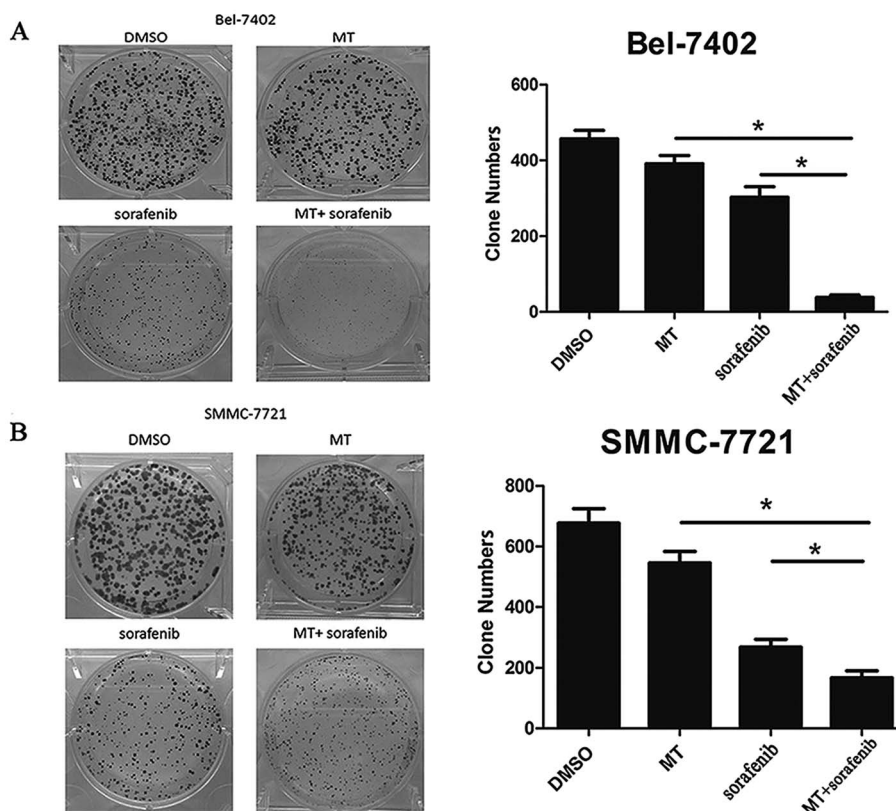 A
Bel-7402
DMSO
MT
sorafenib
MT+ sorafenib
Bel-7402
Clone Numbers
600
400
200
0
*
*
DMSO
MT
sorafenib
MT+sorafenib
B
SMMC-7721
DMSO
MT
sorafenib
MT+ sorafenib
SMMC-7721
Clone Numbers
800
600
400
200
0
*
*
DMSO
MT
sorafenib
MT+sorafenib